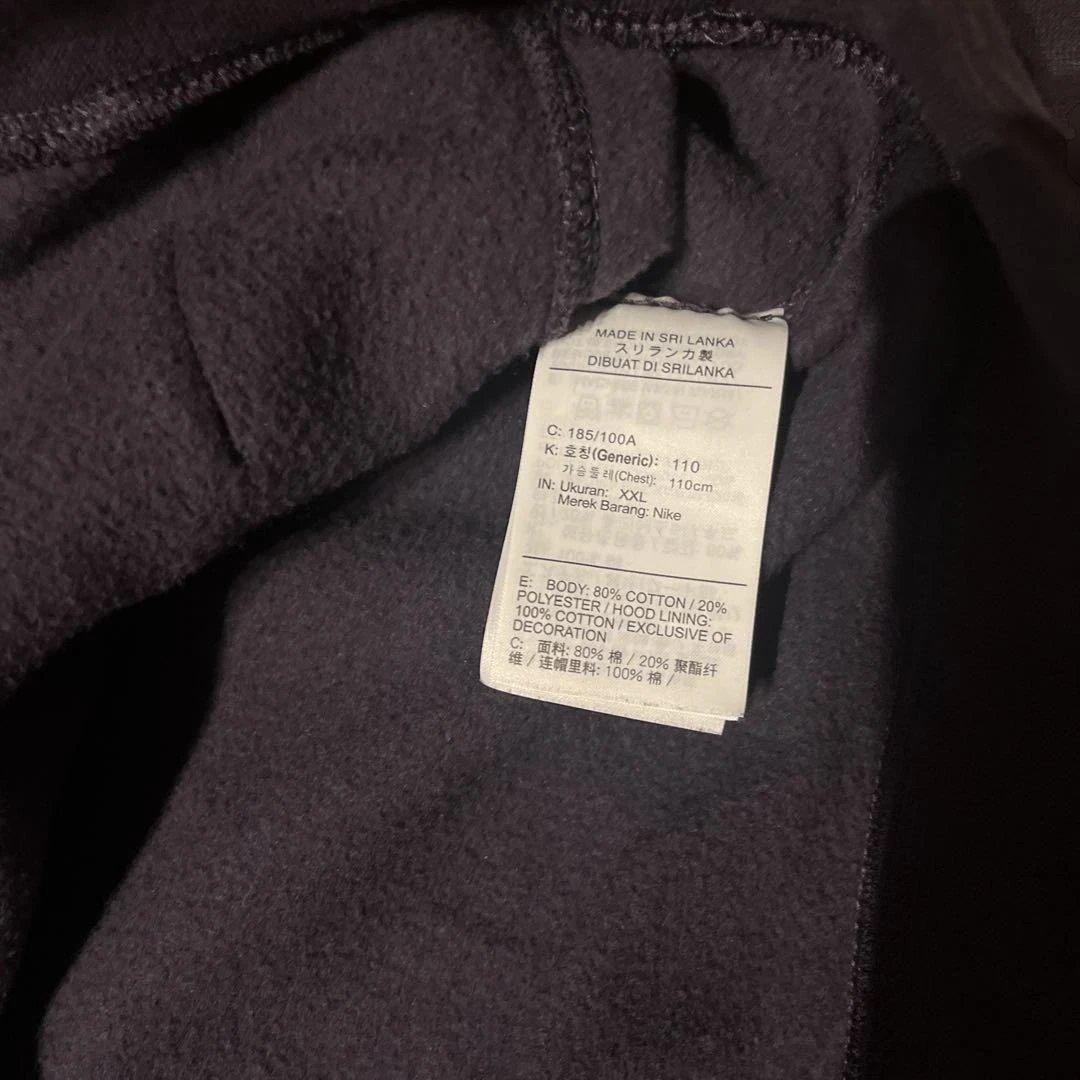 MADE IN SRI LANKA
スリランカ製
DIBUAT DI SRILANKA
C: 185/100A
K: 호칭(Generic): 110
가슴둘레(Chest): 110cm
IN: Ukuran: XXL
Merek Barang: Nike
E: BODY: 80% COTTON / 20%
POLYESTER / HOOD LINING:
100% COTTON / EXCLUSIVE OF
DECORATION
C: 面料: 80% 棉 / 20% 聚酯纤
维 / 连帽里料: 100% 棉 /